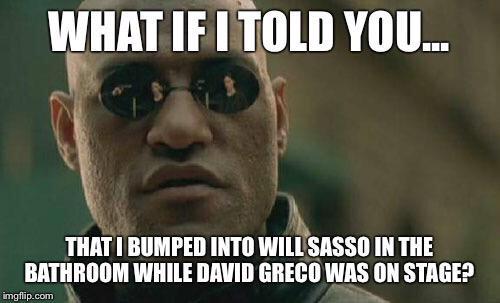 WHAT IF I TOLD YOU...
THAT I BUMPED INTO WILL SASSO IN THE
BATHROOM WHILE DAVID GRECO WAS ON STAGE?
imgflip.com